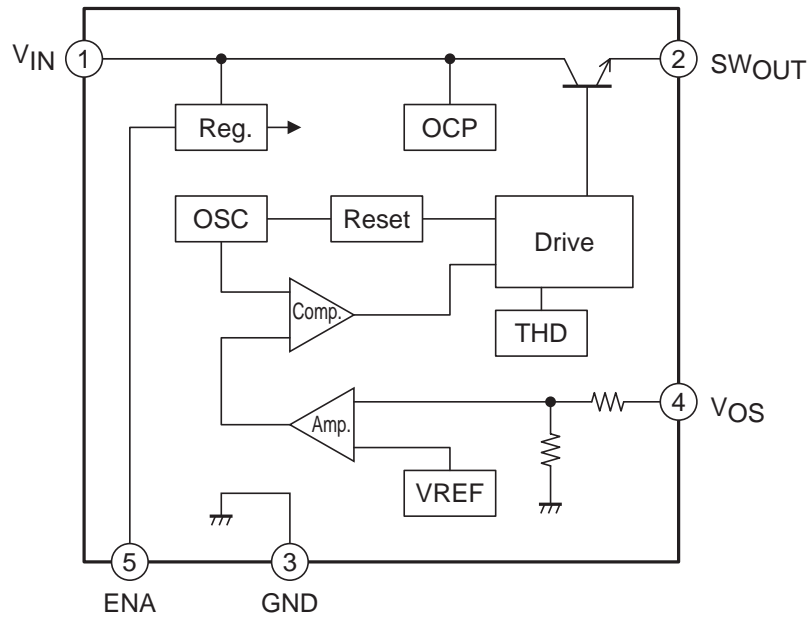 VIN 1 2 SWOUT
Reg. OCP
OSC Reset Drive
Comp.
THD
Amp. 4 VOS
VREF
5 3
ENA GND